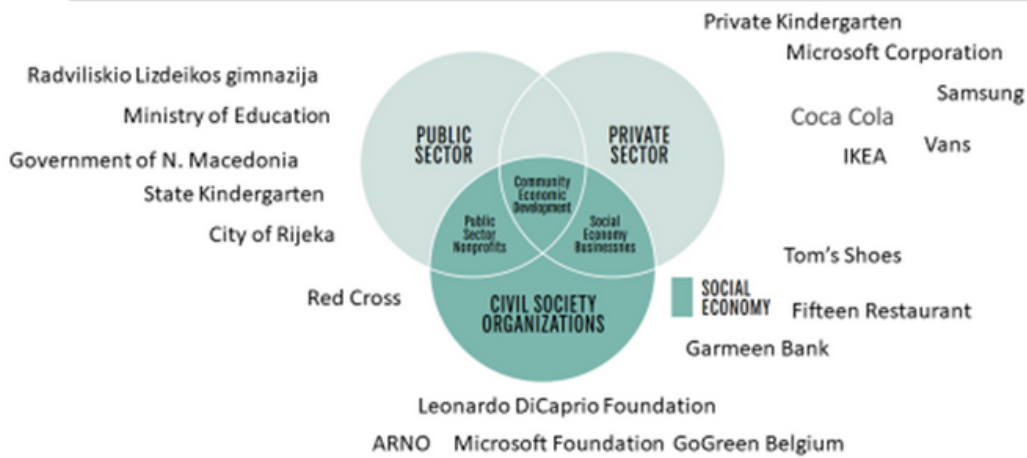 Private Kindergarten
Microsoft Corporation
Radviliskio Lizdeikos gimnazija
Samsung
Ministry of Education
Coca Cola
PUBLIC
SECTOR
PRIVATE
SECTOR
Vans
Government of N. Macedonia
IKEA
State Kindergarten
Community
Economic
Development
City of Rijeka
Public
Sector
Nonprofits
Social
Economy
Businessnes
Tom's Shoes
Red Cross
CIVIL SOCIETY
ORGANIZATIONS
SOCIAL
ECONOMY
Fifteen Restaurant
Garmeen Bank
Leonardo DiCaprio Foundation
ARNO
Microsoft Foundation
GoGreen Belgium